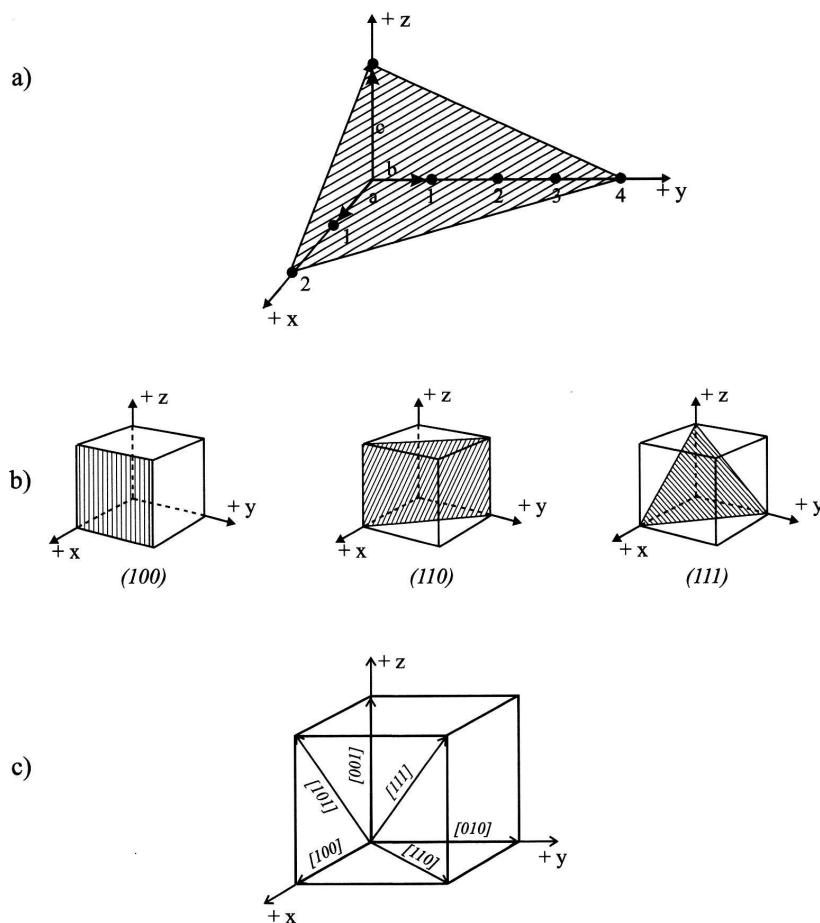 a)
+ z
c
b
a
1
2
3
4
+ y
1
2
+ x
b)
+ z
+ y
+ x
(100)
+ z
+ y
+ x
(110)
+ z
+ y
+ x
(111)
c)
+ z
[001]
[111]
[101]
[010]
[100]
[110]
+ y
+ x